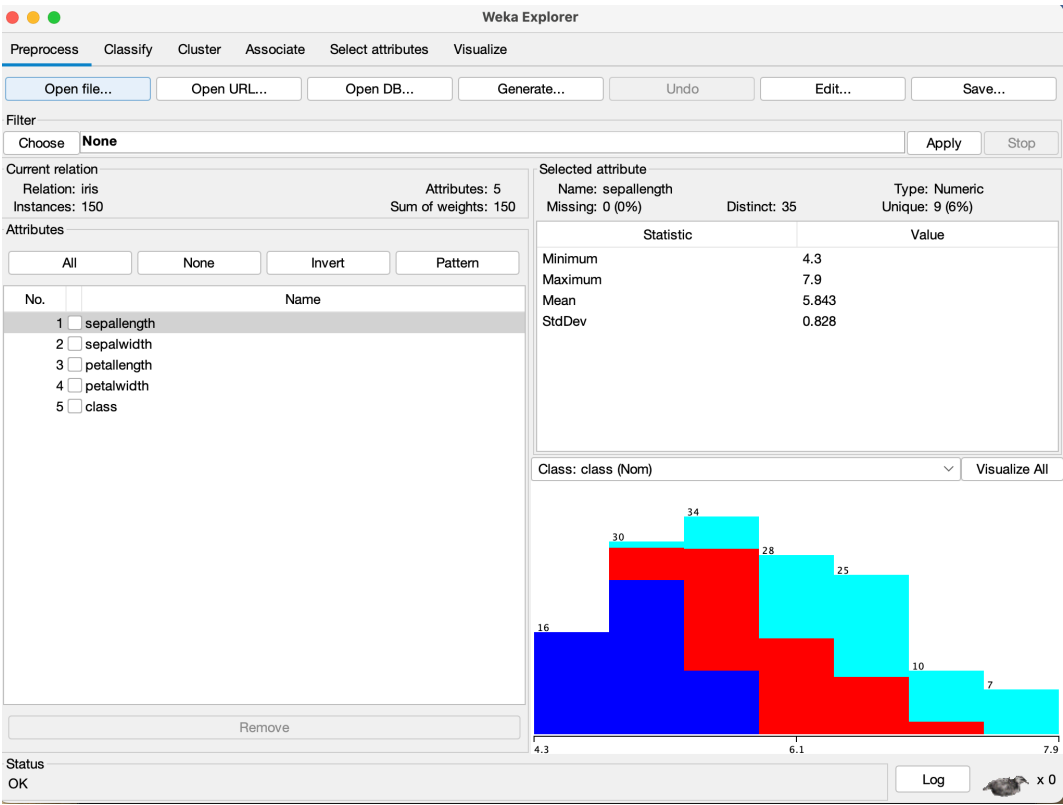 Weka Explorer
Preprocess Classify Cluster Associate Select attributes Visualize
Open file... Open URL... Open DB... Generate... Undo Edit... Save...
Filter
Choose None Apply Stop
Current relation
Relation: iris Attributes: 5
Instances: 150 Sum of weights: 150
Attributes
All None Invert Pattern
No. Name
1 sepallength
2 sepalwidth
3 petallength
4 petalwidth
5 class
Remove
Selected attribute
Name: sepallength Type: Numeric
Missing: 0 (0%) Distinct: 35 Unique: 9 (6%)
Statistic Value
Minimum 4.3
Maximum 7.9
Mean 5.843
StdDev 0.828
Class: class (Nom) Visualize All
16 30 34 28 25 10 7
4.3 6.1 7.9
Status
OK Log x 0